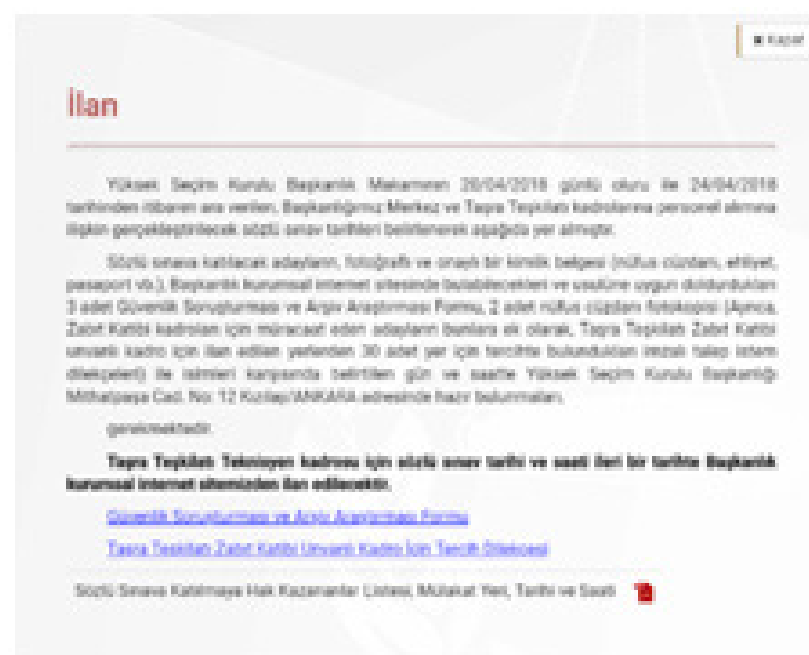 Kapat
İlan
Yüksek Seçim Kurulu Başkanlık Makamının 20/04/2018 günlü oluru ile 24/04/2018
tarihinden itibaren ara verilen, Başkanlığımız Merkez ve Taşra Teşkilatı kadrolarına personel alımına
ilişkin gerçekleştirilecek sözlü sınav tarihleri belirlenerek aşağıda yer almıştır.
Sözlü sınava katılacak adayların, fotoğraflı ve onaylı bir kimlik belgesi (nüfus cüzdanı, ehliyet,
pasaport vb.), Başkanlık kurumsal internet sitesinde bulabilecekleri ve usulüne uygun doldurdukları
3 adet Güvenlik Soruşturması ve Arşiv Araştırması Formu, 2 adet nüfus cüzdanı fotokopisi (Ayrıca,
Zabıt Katibi kadroları için müracaat eden adayların bunlara ek olarak, Taşra Teşkilatı Zabıt Katibi
unvanlı kadro için ilan edilen yerlerden 30 adet yer için tercihte bulundukları imzalı talep istem
dilekçeleri) ile isimleri karşısında belirtilen gün ve saatte Yüksek Seçim Kurulu Başkanlığı
Mithatpaşa Cad. No: 12 Kızılay/ANKARA adresinde hazır bulunmaları,
gerekmektedir.
Taşra Teşkilatı Teknisyen kadrosu için sözlü sınav tarihi ve saati ileri bir tarihte Başkanlık
kurumsal internet sitemizden ilan edilecektir.
Güvenlik Soruşturması ve Arşiv Araştırması Formu
Taşra Teşkilatı Zabıt Katibi Unvanlı Kadro İçin Tercih Dilekçesi
Sözlü Sınava Katılmaya Hak Kazananlar Listesi, Mülakat Yeri, Tarihi ve Saati